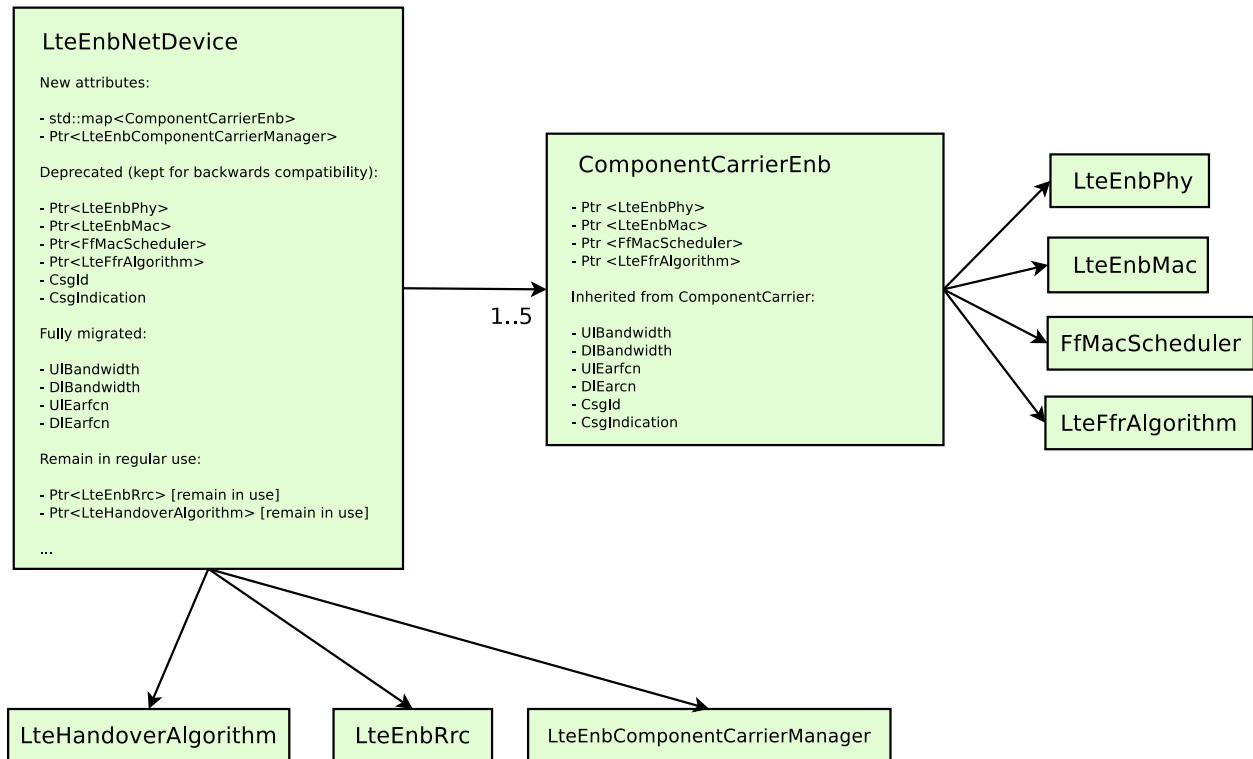 LteEnbNetDevice
New attributes:
- std::map<ComponentCarrierEnb>
- Ptr<LteEnbComponentCarrierManager>
Deprecated (kept for backwards compatibility):
- Ptr<LteEnbPhy>
- Ptr<LteEnbMac>
- Ptr<FfMacScheduler>
- Ptr<LteFfrAlgorithm>
- CsgId
- CsgIndication
Fully migrated:
- UlBandwidth
- DlBandwidth
- UlEarfcn
- DlEarfcn
Remain in regular use:
- Ptr<LteEnbRrc> [remain in use]
- Ptr<LteHandoverAlgorithm> [remain in use]
...
1..5
ComponentCarrierEnb
- Ptr <LteEnbPhy>
- Ptr <LteEnbMac>
- Ptr <FfMacScheduler>
- Ptr <LteFfrAlgorithm>
Inherited from ComponentCarrier:
- UlBandwidth
- DlBandwidth
- UlEarfcn
- DlEarcn
- CsgId
- CsgIndication
LteEnbPhy
LteEnbMac
FfMacScheduler
LteFfrAlgorithm
LteHandoverAlgorithm
LteEnbRrc
LteEnbComponentCarrierManager